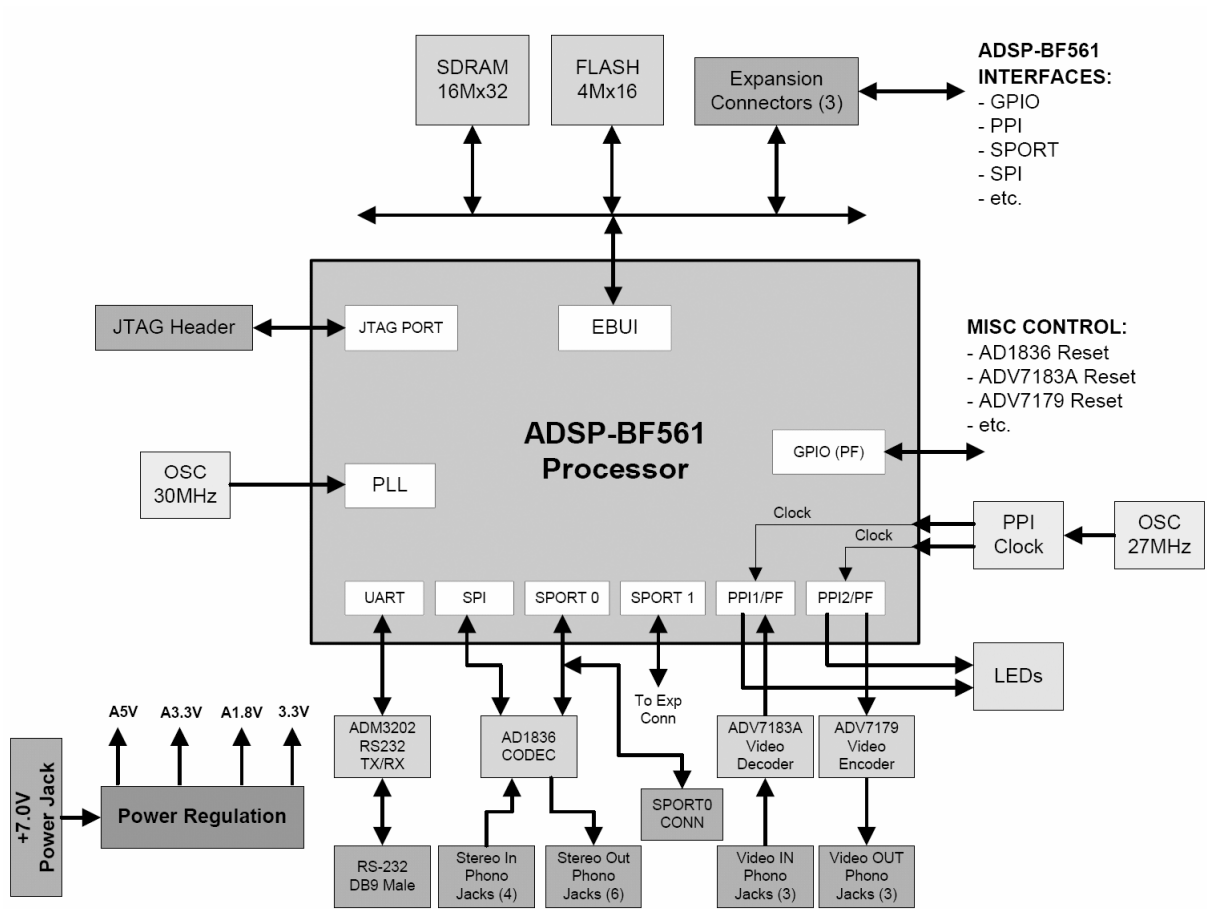 SDRAM
16Mx32
FLASH
4Mx16
Expansion
Connectors (3)
ADSP-BF561
INTERFACES:
- GPIO
- PPI
- SPORT
- SPI
- etc.
JTAG Header
JTAG PORT
EBUI
MISC CONTROL:
- AD1836 Reset
- ADV7183A Reset
- ADV7179 Reset
- etc.
ADSP-BF561
Processor
GPIO (PF)
OSC
30MHz
PLL
Clock
Clock
PPI
Clock
OSC
27MHz
UART
SPI
SPORT 0
SPORT 1
PPI1/PF
PPI2/PF
LEDs
To Exp
Conn
A5V
A3.3V
A1.8V
3.3V
ADM3202
RS232
TX/RX
AD1836
CODEC
ADV7183A
Video
Decoder
ADV7179
Video
Encoder
+7.0V
Power Jack
Power Regulation
SPORT0
CONN
RS-232
DB9 Male
Stereo In
Phono
Jacks (4)
Stereo Out
Phono
Jacks (6)
Video IN
Phono
Jacks (3)
Video OUT
Phono
Jacks (3)